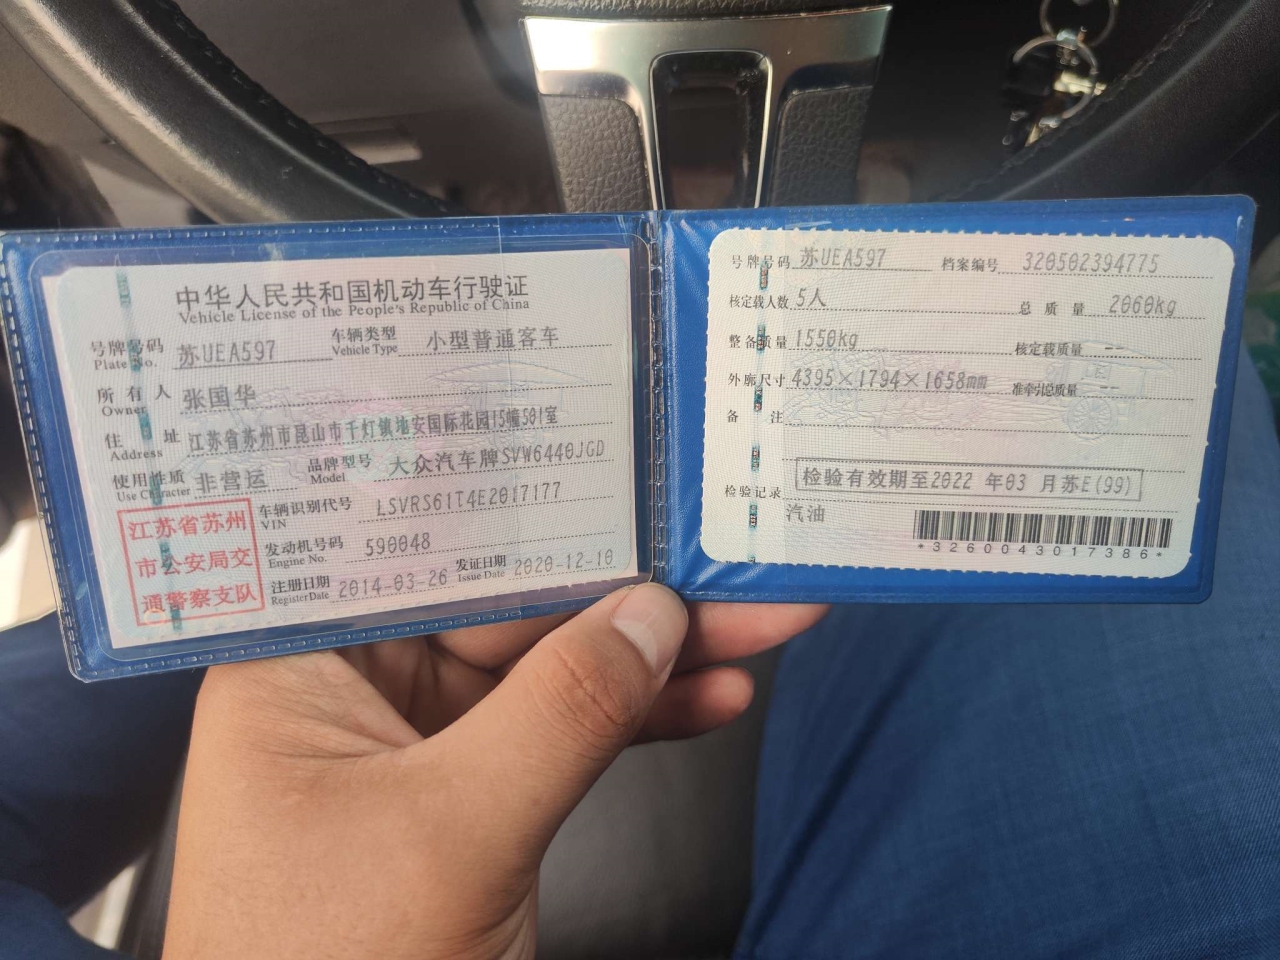 中华人民共和国机动车行驶证
Vehicle License of the People's Republic of China
号牌号码 苏UEA597 车辆类型 小型普通客车
Plate No. Vehicle Type
所有人 张国华
Owner
住址 江苏省苏州市昆山市千灯镇地安国际花园15幢501室
Address
使用性质 非营运 品牌型号 大众汽车牌SVW6440JGD
Use Character Model
车辆识别代号 LSVRS61T4E2017177
VIN
发动机号码 590048
Engine No.
注册日期 2014-03-26 发证日期 2020-12-10
Register Date Issue Date
江苏省苏州
市公安局交
通警察支队
号牌号码 苏UEA597 档案编号 320502394775
核定载人数 5人 总质量 2060kg
整备质量 1550kg 核定载质量 --
外廓尺寸 4395×1794×1658mm 准牵引总质量 --
备注
检验有效期至2022 年03 月苏E(99)
检验记录
汽油
*3260043017386*